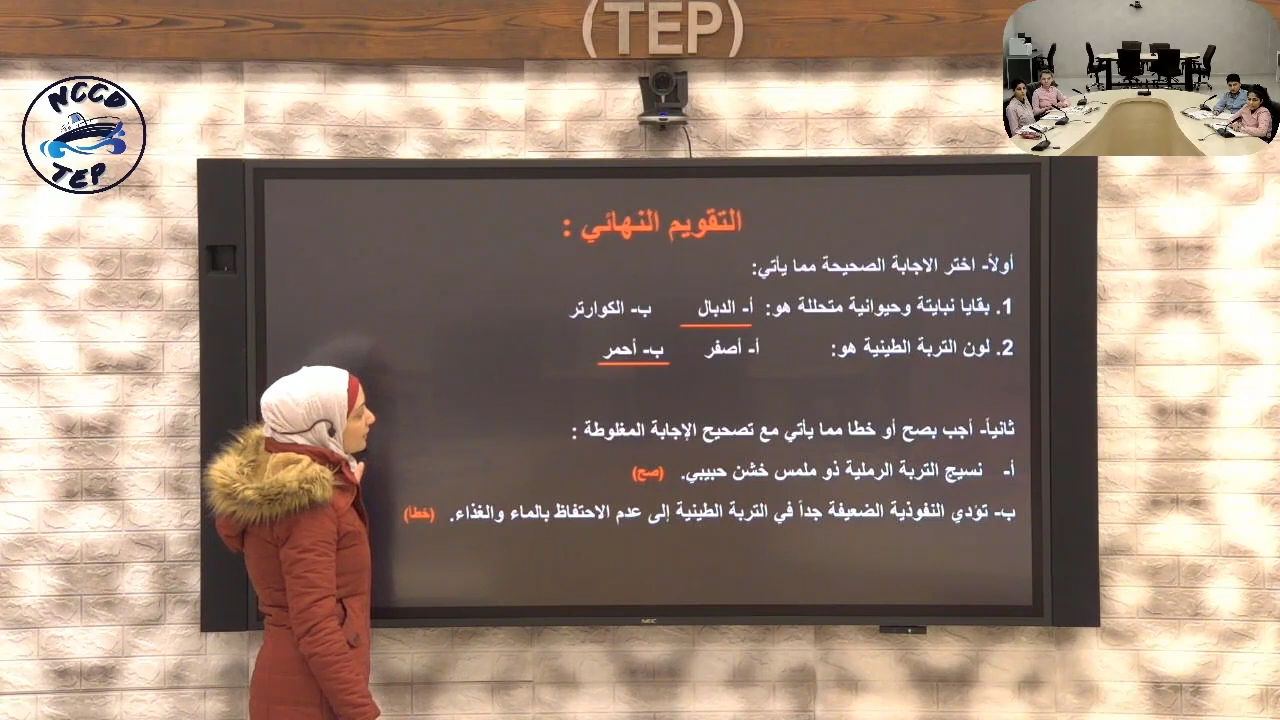 (TEP)
NCCD
TEP
التقويم النهائي :
أولاً- اختر الاجابة الصحيحة مما يأتي:
1. بقايا نباتية وحيوانية متحللة هو: أ- الدبال ب- الكوارتر
2. لون التربة الطينية هو: أ- أصفر ب- أحمر
ثانياً- أجب بصح أو خطا مما يأتي مع تصحيح الإجابة المغلوطة :
أ- نسيج التربة الرملية ذو ملمس خشن حبيبي. (صح)
ب- تؤدي النفوذية الضعيفة جداً في التربة الطينية إلى عدم الاحتفاظ بالماء والغذاء. (خطا)
NEC